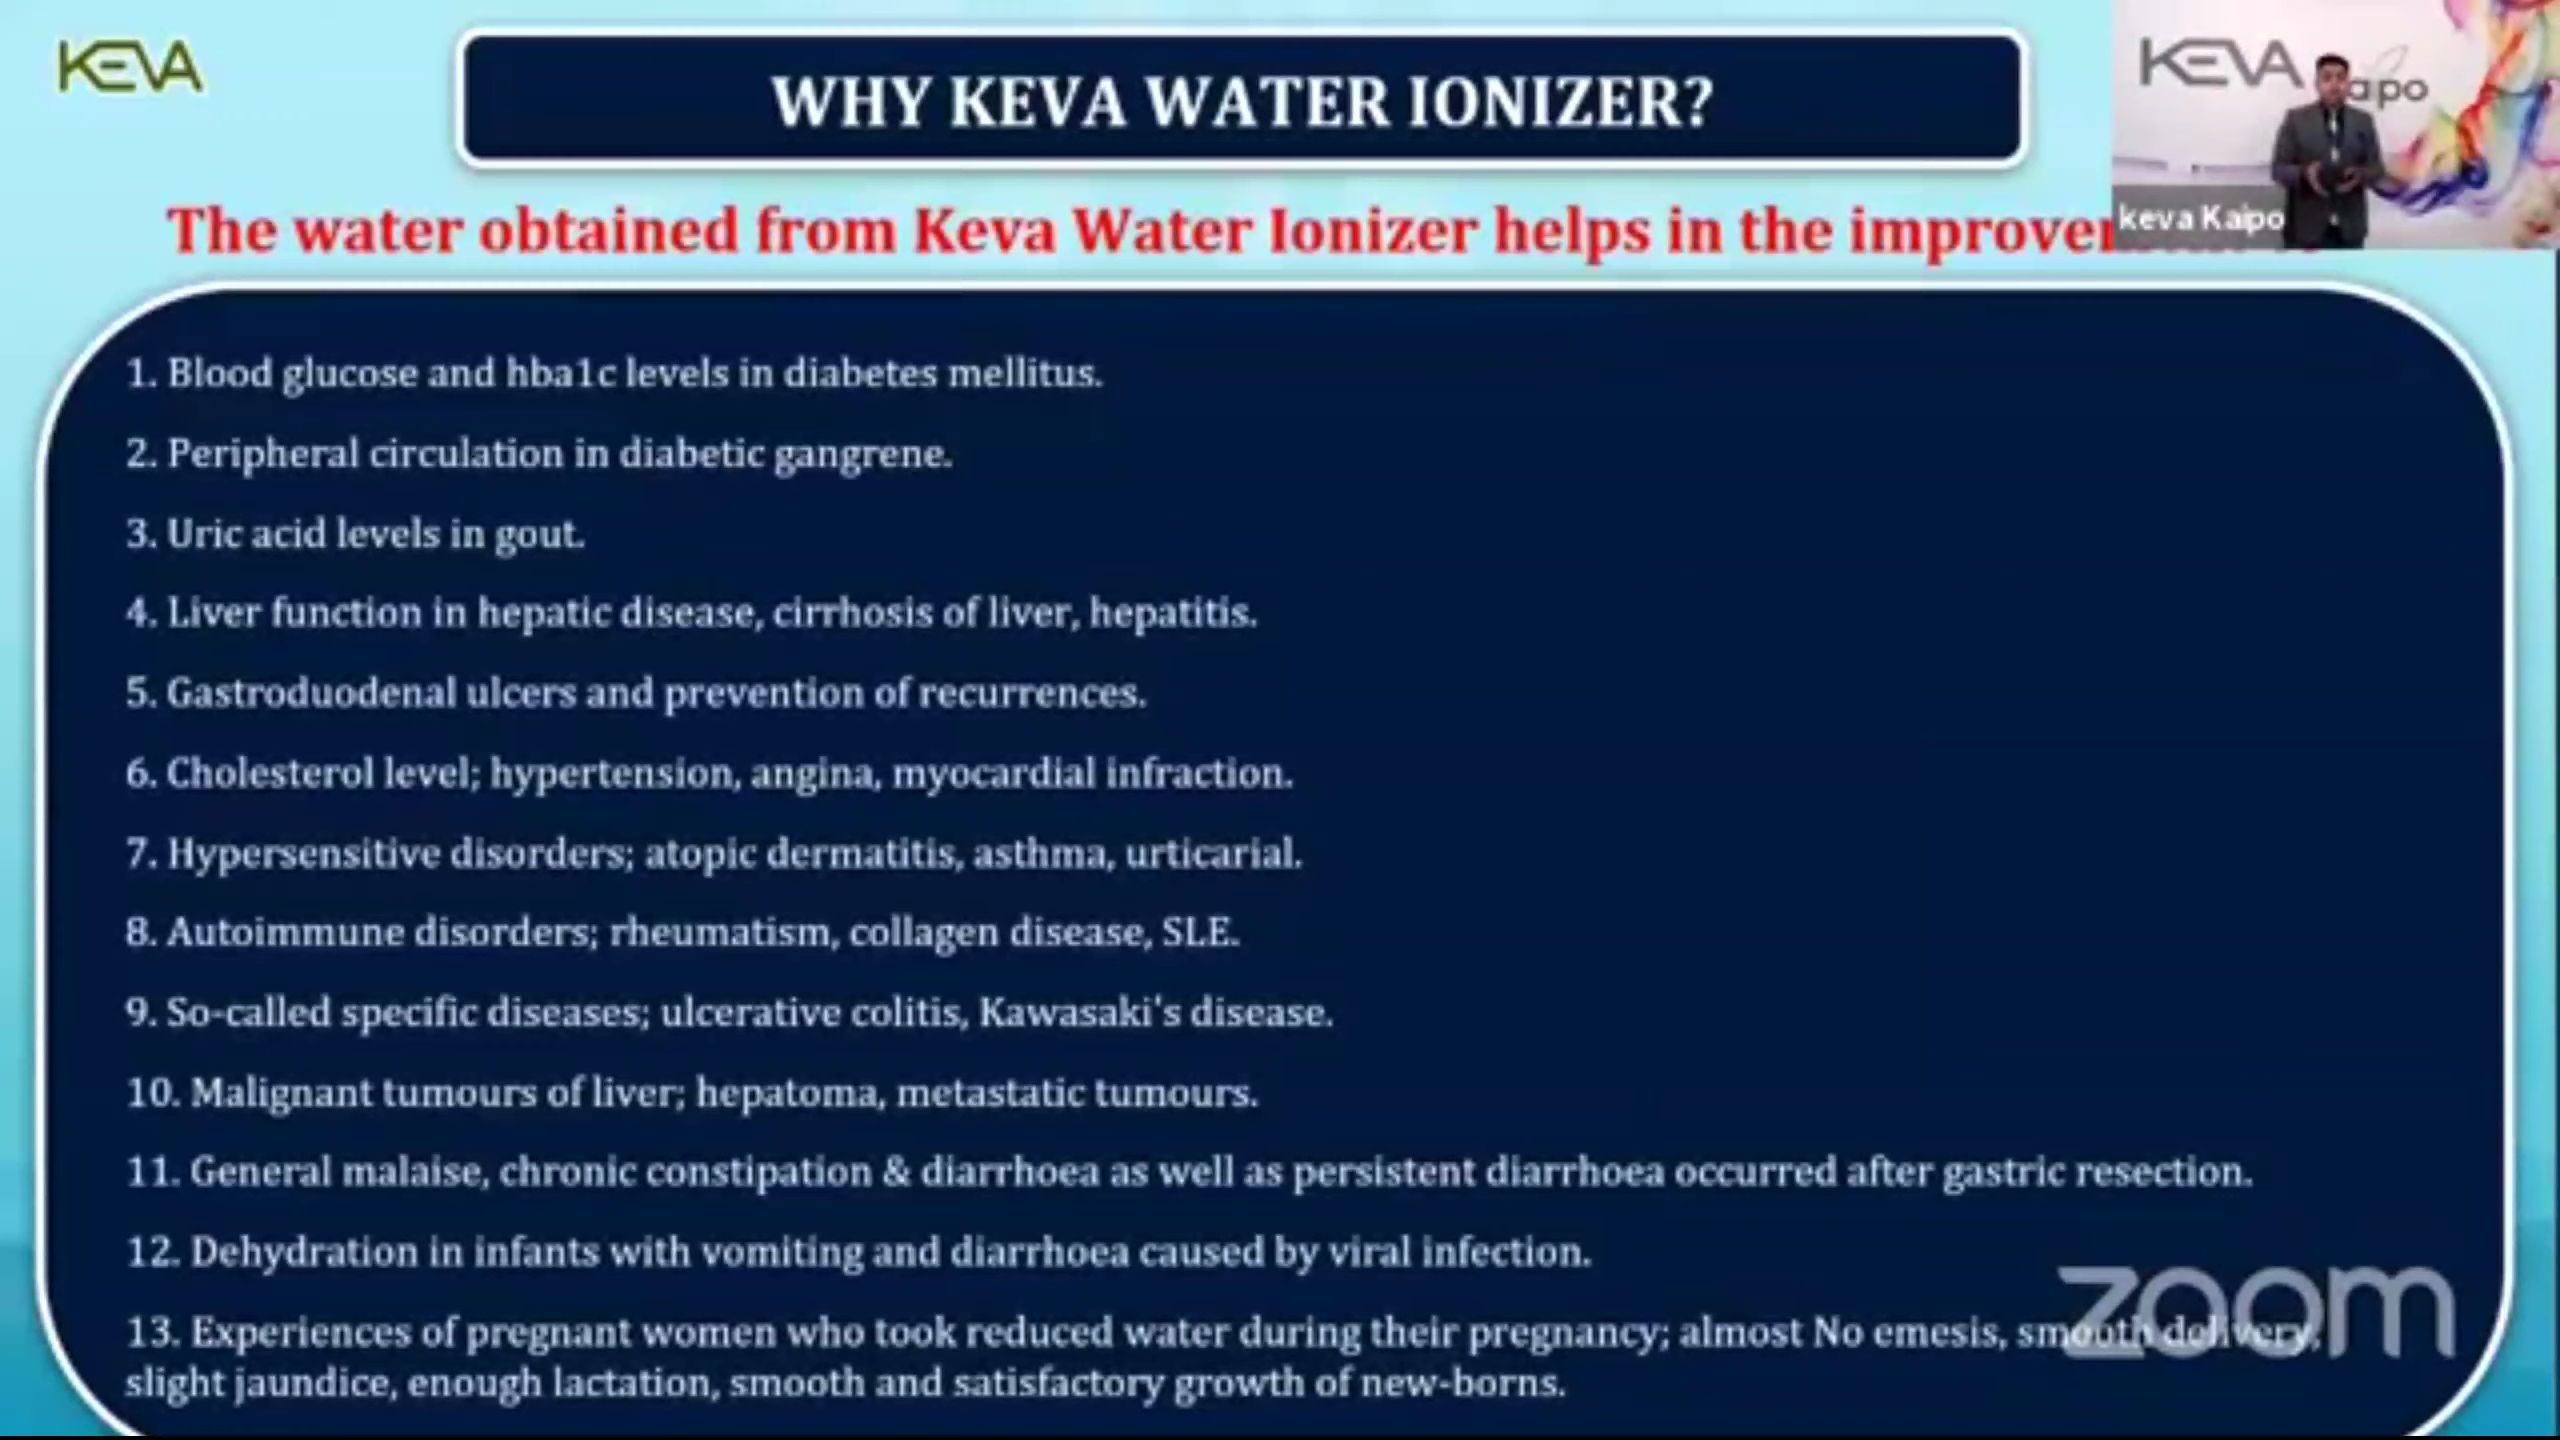 KEVA
WHY KEVA WATER IONIZER?
KEVA
keva Kaipo
The water obtained from Keva Water Ionizer helps in the
1. Blood glucose and hba1c levels in diabetes mellitus.
2. Peripheral circulation in diabetic gangrene.
3. Uric acid levels in gout.
4. Liver function in hepatic disease, cirrhosis of liver, hepatitis.
5. Gastroduodenal ulcers and prevention of recurrences.
6. Cholesterol level; hypertension, angina, myocardial infraction.
7. Hypersensitive disorders; atopic dermatitis, asthma, urticarial.
8. Autoimmune disorders; rheumatism, collagen disease, SLE.
9. So-called specific diseases; ulcerative colitis, Kawasaki's disease.
10. Malignant tumours of liver; hepatoma, metastatic tumours.
11. General malaise, chronic constipation & diarrhoea as well as persistent diarrhoea occurred after gastric resection.
12. Dehydration in infants with vomiting and diarrhoea caused by viral infection.
13. Experiences of pregnant women who took reduced water during their pregnancy; almost No emesis, smooth delivery,
slight jaundice, enough lactation, smooth and satisfactory growth of new-borns.
zoom